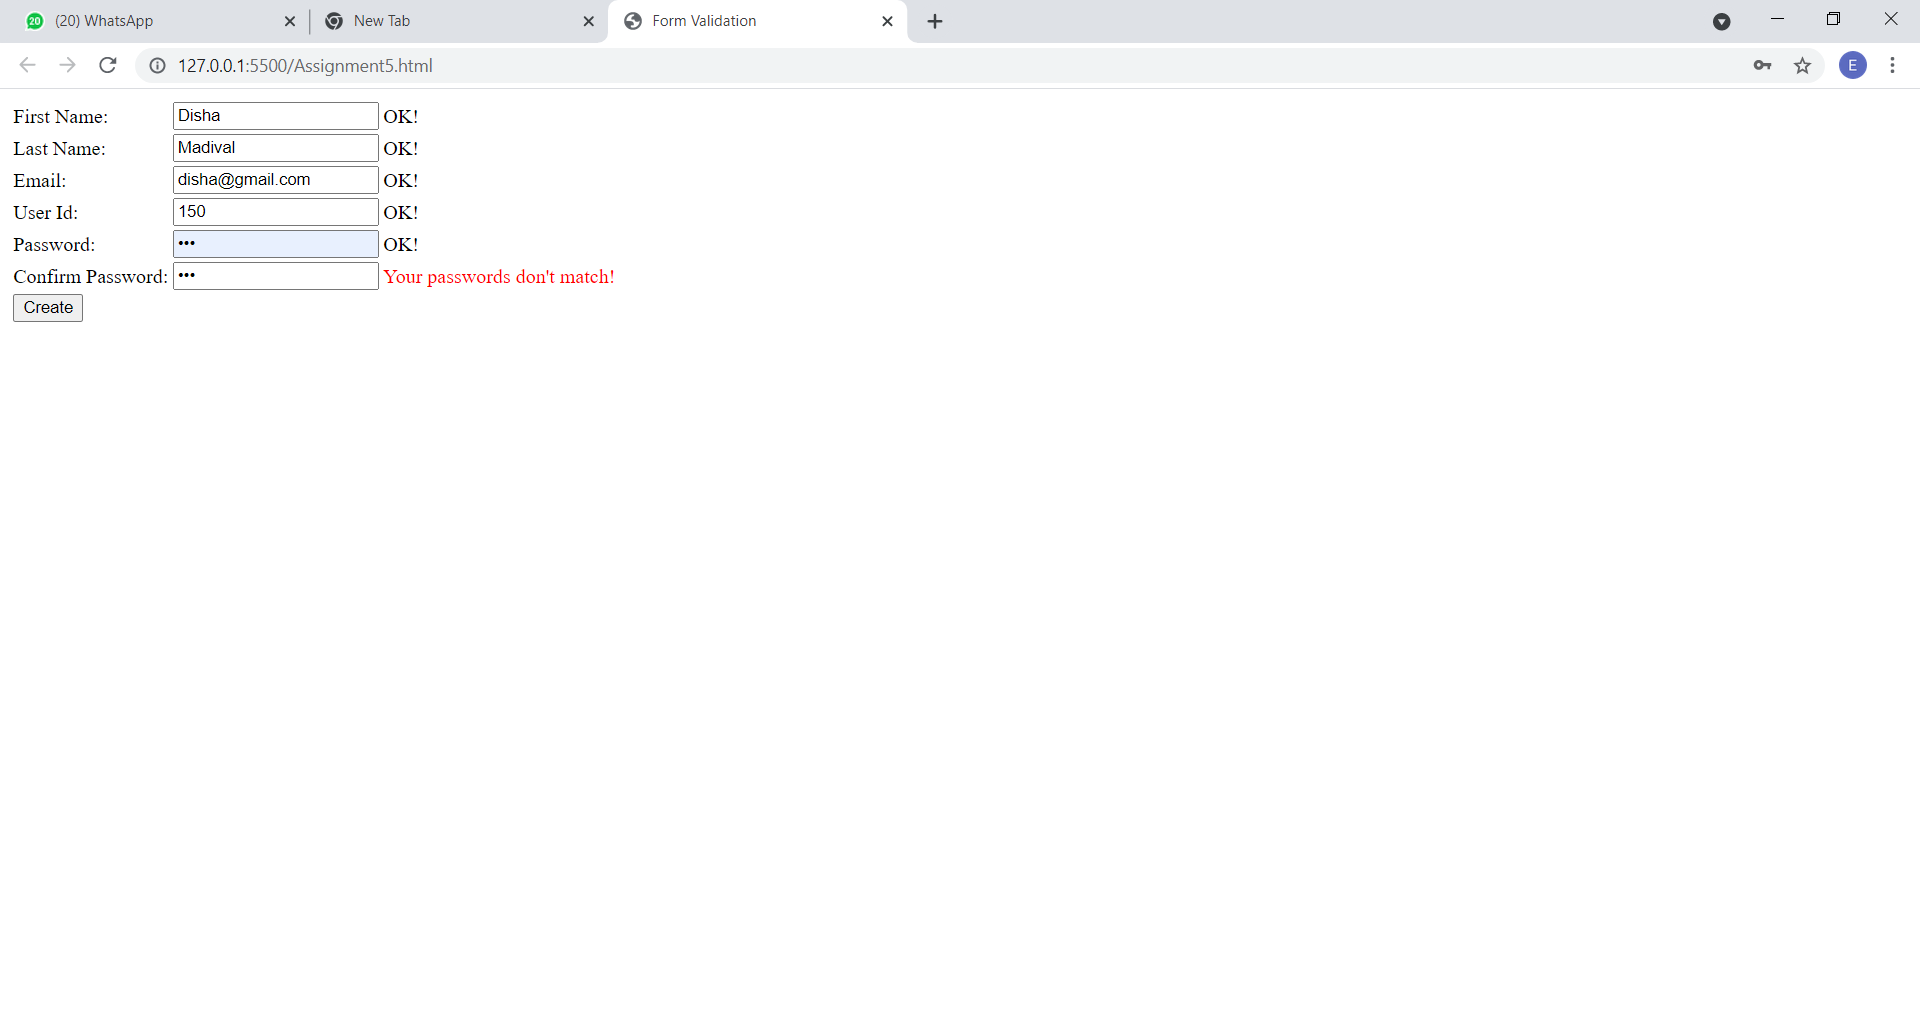 20 (20) WhatsApp New Tab Form Validation
127.0.0.1:5500/Assignment5.html E
First Name: Disha OK!
Last Name: Madival OK!
Email: disha@gmail.com OK!
User Id: 150 OK!
Password: ••• OK!
Confirm Password: ••• Your passwords don't match!
Create